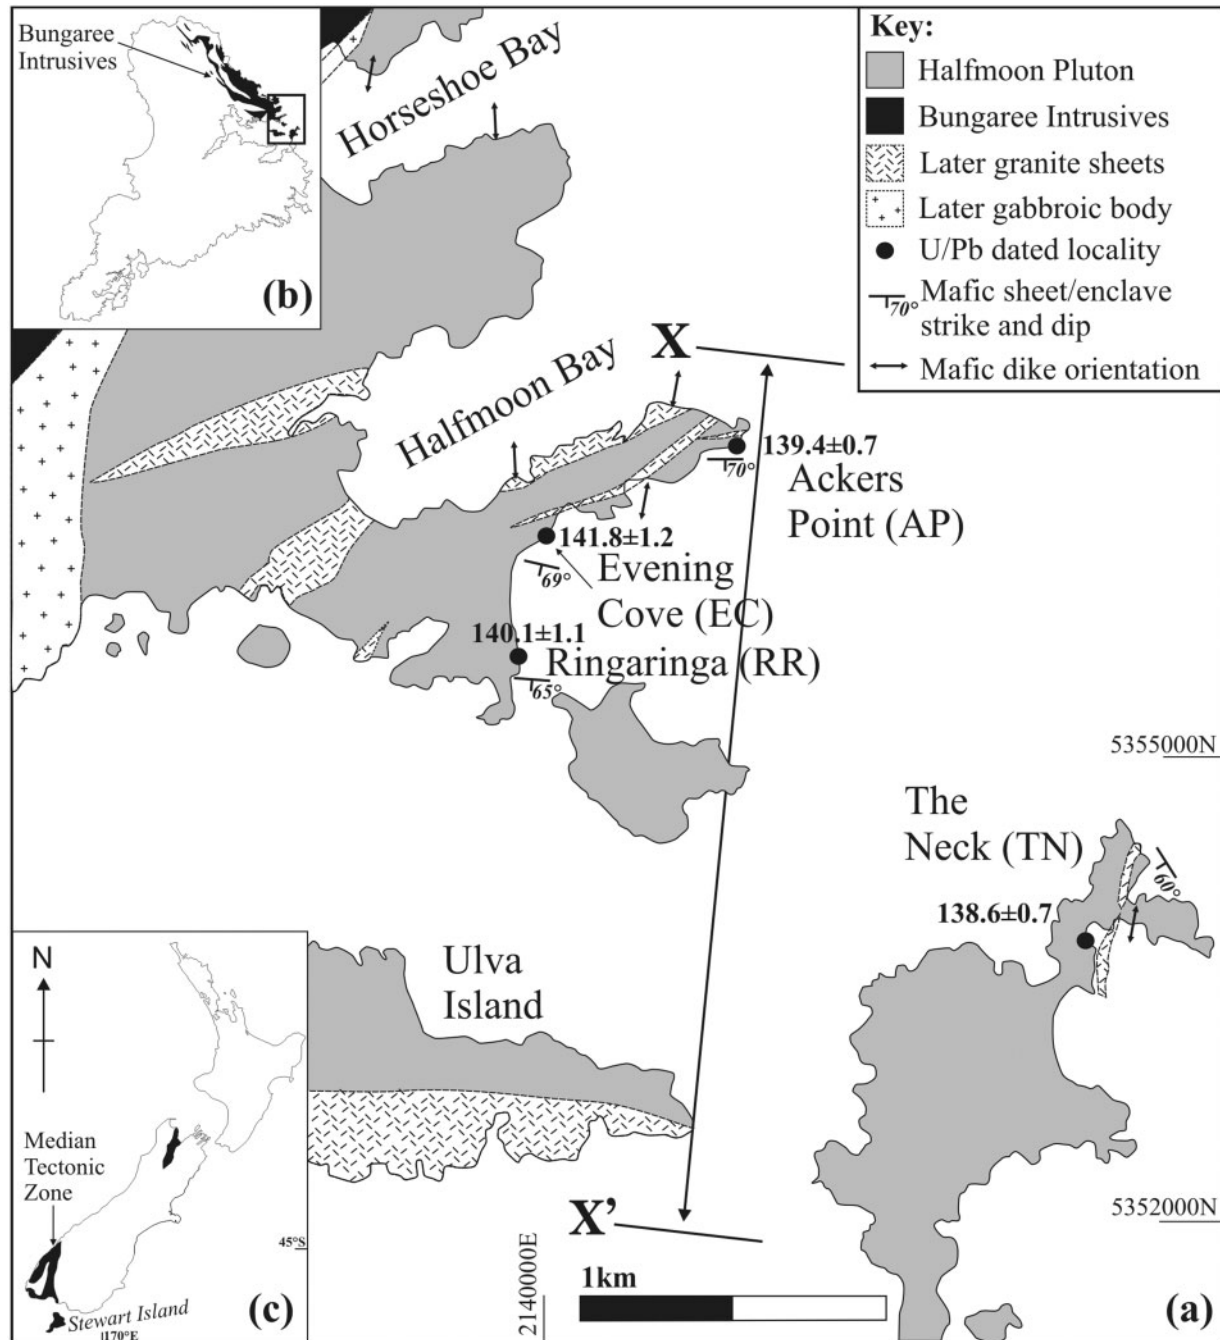 Bungaree
Intrusives
(b)
Horseshoe Bay
Key:
Halfmoon Pluton
Bungaree Intrusives
Later granite sheets
Later gabbroic body
U/Pb dated locality
70° Mafic sheet/enclave
strike and dip
Mafic dike orientation
X
Halfmoon Bay
139.4±0.7
70°
Ackers
Point (AP)
141.8±1.2
69°
Evening
Cove (EC)
140.1±1.1
Ringaringa (RR)
65°
5355000N
The
Neck (TN)
60°
138.6±0.7
Ulva
Island
N
Median
Tectonic
Zone
45°S
Stewart Island
170°E
(c)
X’
5352000N
2140000E
1km
(a)